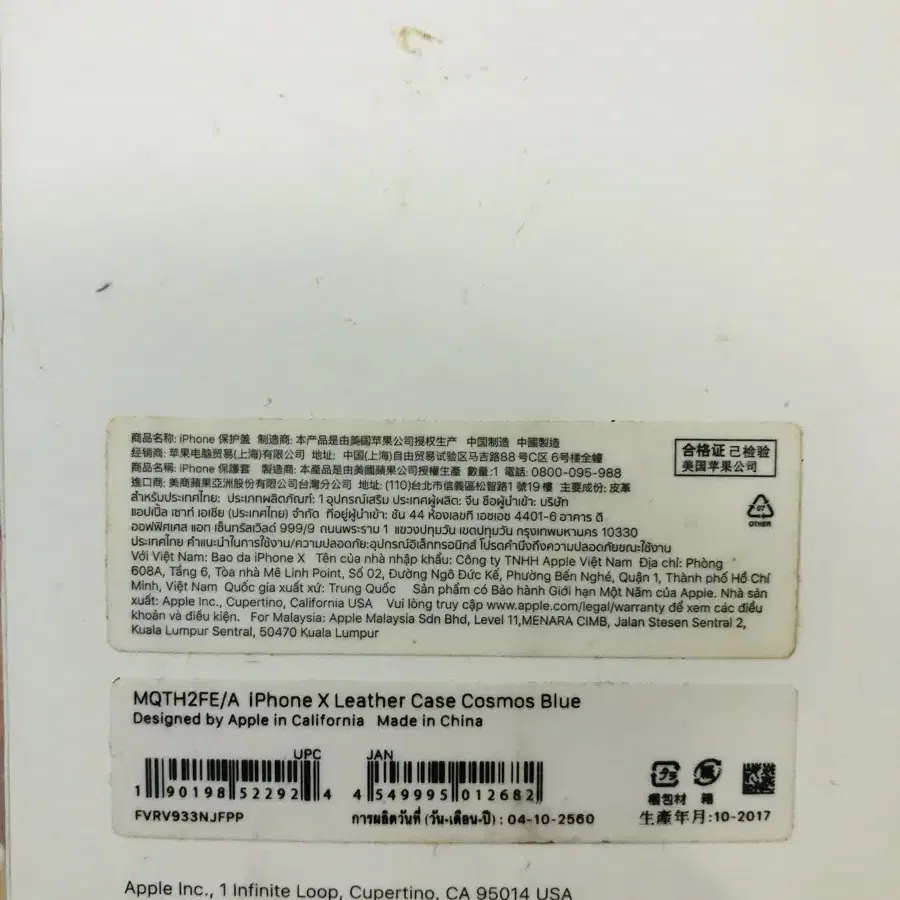 商品名称: iPhone 保护盖 制造商: 本产品是由美國苹果公司授权生产 中国制造 中國製造
经销商: 苹果电脑贸易(上海)有限公司 地址: 中国(上海)自由贸易试验区马吉路88号C区 6号楼全幢
商品名稱: iPhone 保護套 製造商: 本產品是由美國蘋果公司授權生產 數量:1 電話: 0800-095-988
進口商: 美商蘋果亞洲股份有限公司台灣分公司 地址: (110)台北市信義區松智路1 號19 樓 主要成份: 皮革
สำหรับประเทศไทย: ประเภทผลิตภัณฑ์: 1 อุปกรณ์เสริม ประเทศผู้ผลิต: จีน ชื่อผู้นำเข้า: บริษัท
แอปเปิ้ล เซาท์ เอเชีย (ประเทศไทย) จำกัด ที่อยู่ผู้นำเข้า: ชั้น 44 ห้องเลขที่ เอชเอช 4401-6 อาคาร ดิ
ออฟฟิศเศส แอท เซ็นทรัลเวิลด์ 999/9 ถนนพระราม 1 แขวงปทุมวัน เขตปทุมวัน กรุงเทพมหานคร 10330
ประเทศไทย คำแนะนำในการใช้งาน/ความปลอดภัย:อุปกรณ์อิเล็กทรอนิกส์ โปรดคำนึงถึงความปลอดภัยขณะใช้งาน
Với Việt Nam: Bao da iPhone X Tên của nhà nhập khẩu: Công ty TNHH Apple Việt Nam Địa chỉ: Phòng
608A, Tầng 6, Tòa nhà Mê Linh Point, Số 02, Đường Ngô Đức Kế, Phường Bến Nghé, Quận 1, Thành phố Hồ Chí
Minh, Việt Nam Quốc gia xuất xứ: Trung Quốc Sản phẩm có Bảo hành Giới hạn Một Năm của Apple. Nhà sản
xuất: Apple Inc., Cupertino, California USA Vui lòng truy cập www.apple.com/legal/warranty để xem các điều
khoản và điều kiện. For Malaysia: Apple Malaysia Sdn Bhd, Level 11,MENARA CIMB, Jalan Stesen Sentral 2,
Kuala Lumpur Sentral, 50470 Kuala Lumpur
合格证 己检验
美国苹果公司
07
OTHER
MQTH2FE/A iPhone X Leather Case Cosmos Blue
Designed by Apple in California Made in China
UPC
1 90198 52292 4
JAN
4 549995 012682
FVRV933NJFPP
การผลิตวันที่ (วัน-เดือน-ปี) : 04-10-2560
梱包材 箱
生產年月:10-2017
Apple Inc., 1 Infinite Loop, Cupertino, CA 95014 USA